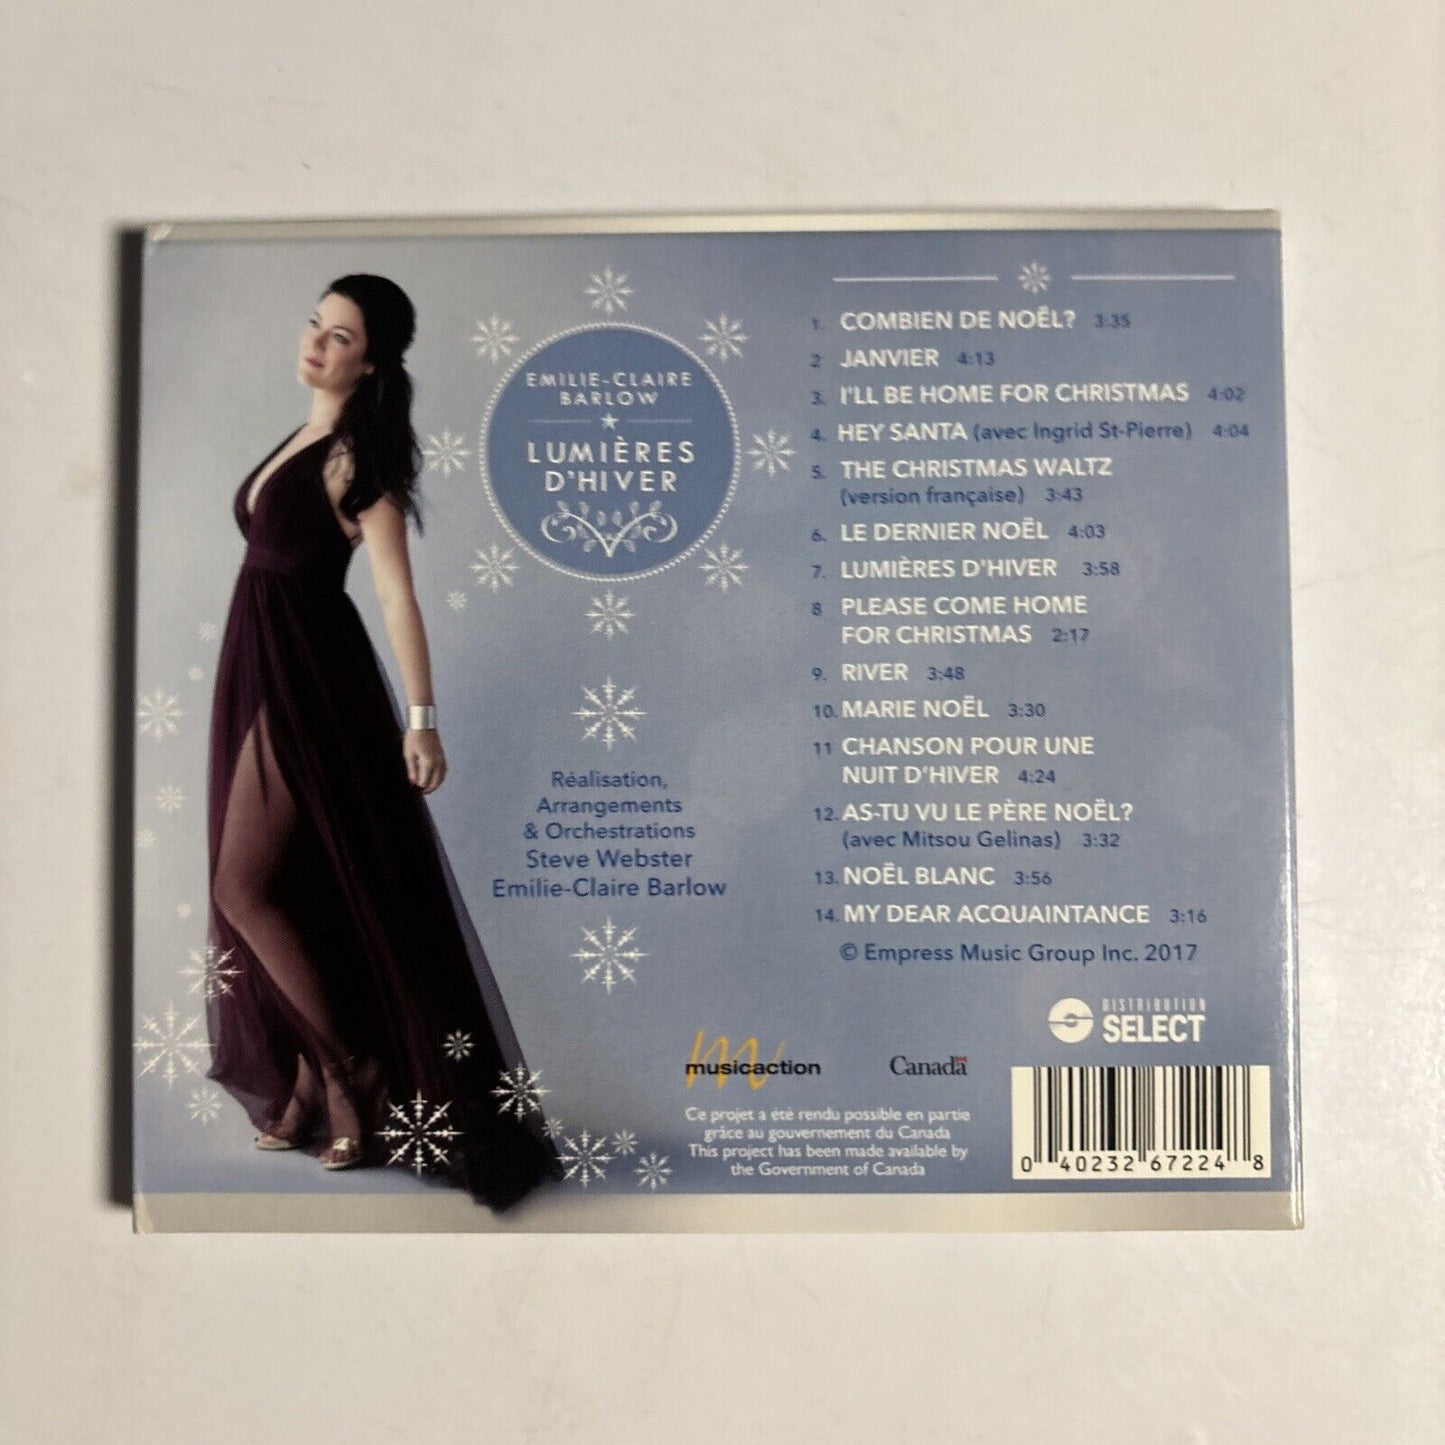 EMILIE-CLAIRE
BARLOW
LUMIÈRES
D'HIVER
Réalisation,
Arrangements
& Orchestrations
Steve Webster
Emilie-Claire Barlow
1. COMBIEN DE NOËL? 3:35
2 JANVIER 4:13
3. I'LL BE HOME FOR CHRISTMAS 4:02
4. HEY SANTA (avec Ingrid St-Pierre) 4:04
5. THE CHRISTMAS WALTZ
(version française) 3:43
6. LE DERNIER NOËL 4:03
7. LUMIÈRES D'HIVER 3:58
8 PLEASE COME HOME
FOR CHRISTMAS 2:17
9. RIVER 3:48
10. MARIE NOËL 3:30
11 CHANSON POUR UNE
NUIT D'HIVER 4:24
12. AS-TU VU LE PÈRE NOËL?
(avec Mitsou Gelinas) 3:32
13. NOËL BLANC 3:56
14. MY DEAR ACQUAINTANCE 3:16
© Empress Music Group Inc. 2017
DISTRIBUTION
SELECT
musicaction
Canada
Ce projet a été rendu possible en partie
grâce au gouvernement du Canada
This project has been made available by
the Government of Canada
0 40232 67224 8